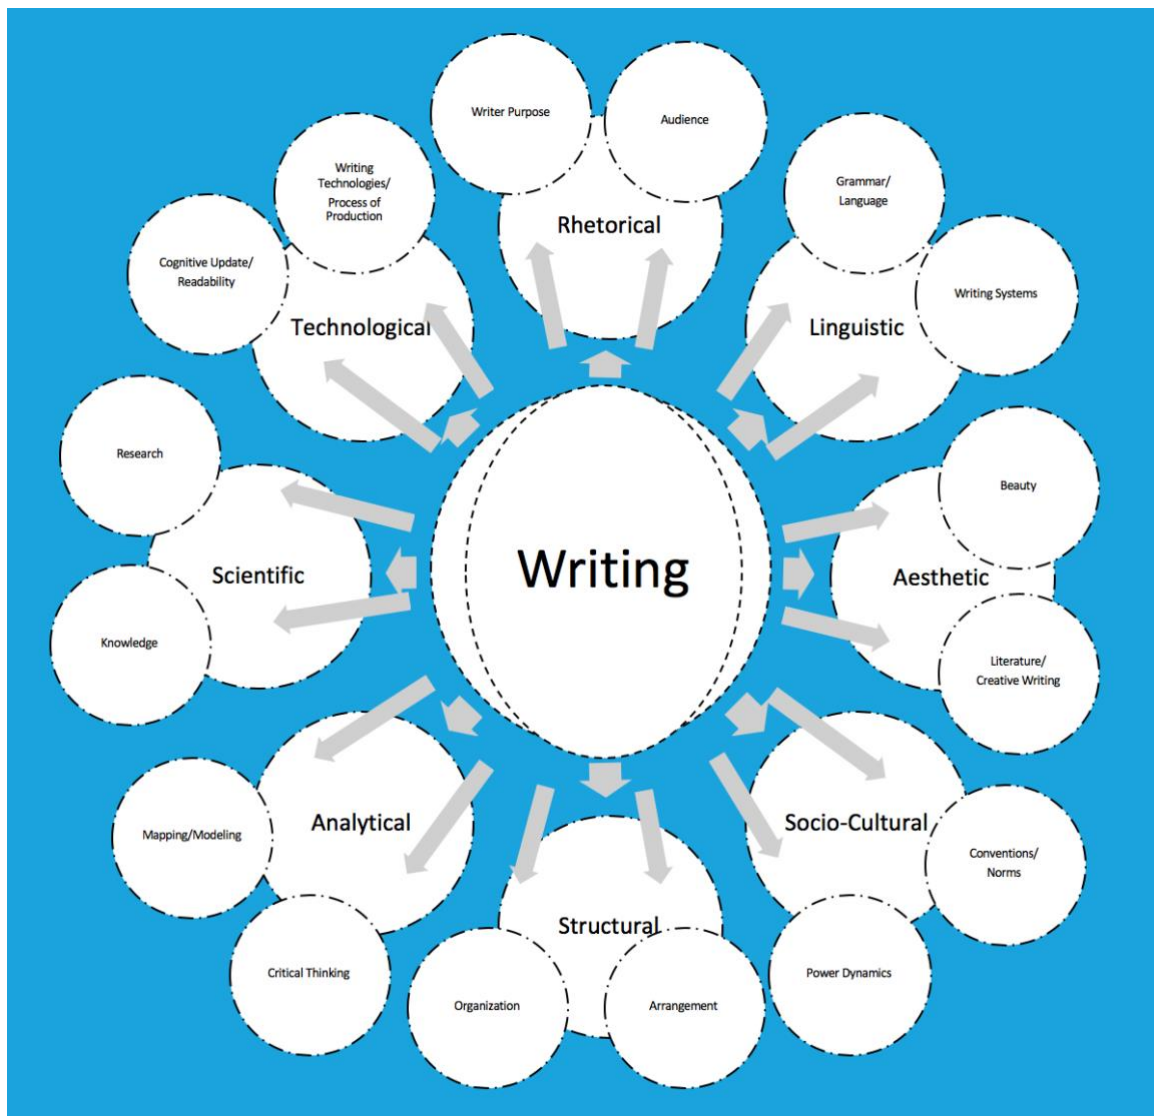 Writer Purpose
Audience
Rhetorical
Grammar/
Language
Writing Systems
Linguistic
Beauty
Aesthetic
Literature/
Creative Writing
Socio-Cultural
Conventions/
Norms
Power Dynamics
Structural
Arrangement
Organization
Analytical
Critical Thinking
Mapping/Modeling
Scientific
Knowledge
Research
Technological
Cognitive Update/
Readability
Writing
Technologies/
Process of
Production
Writing